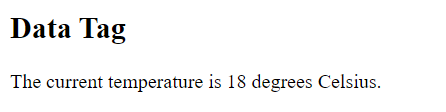 Data Tag
The current temperature is 18 degrees Celsius.